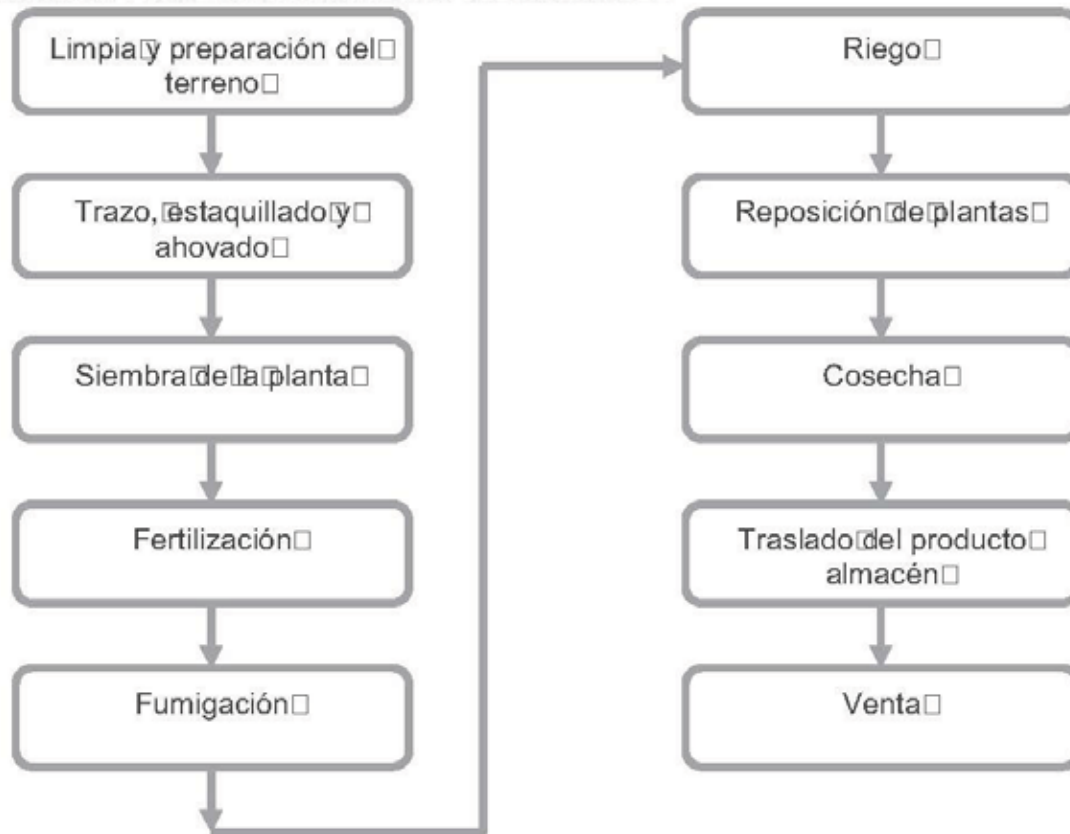 Limpia y preparación del
terreno
Trazo, estaquillado y
ahovado
Siembra de la planta
Fertilización
Fumigación
Riego
Reposición de plantas
Cosecha
Traslado del producto
almacén
Venta